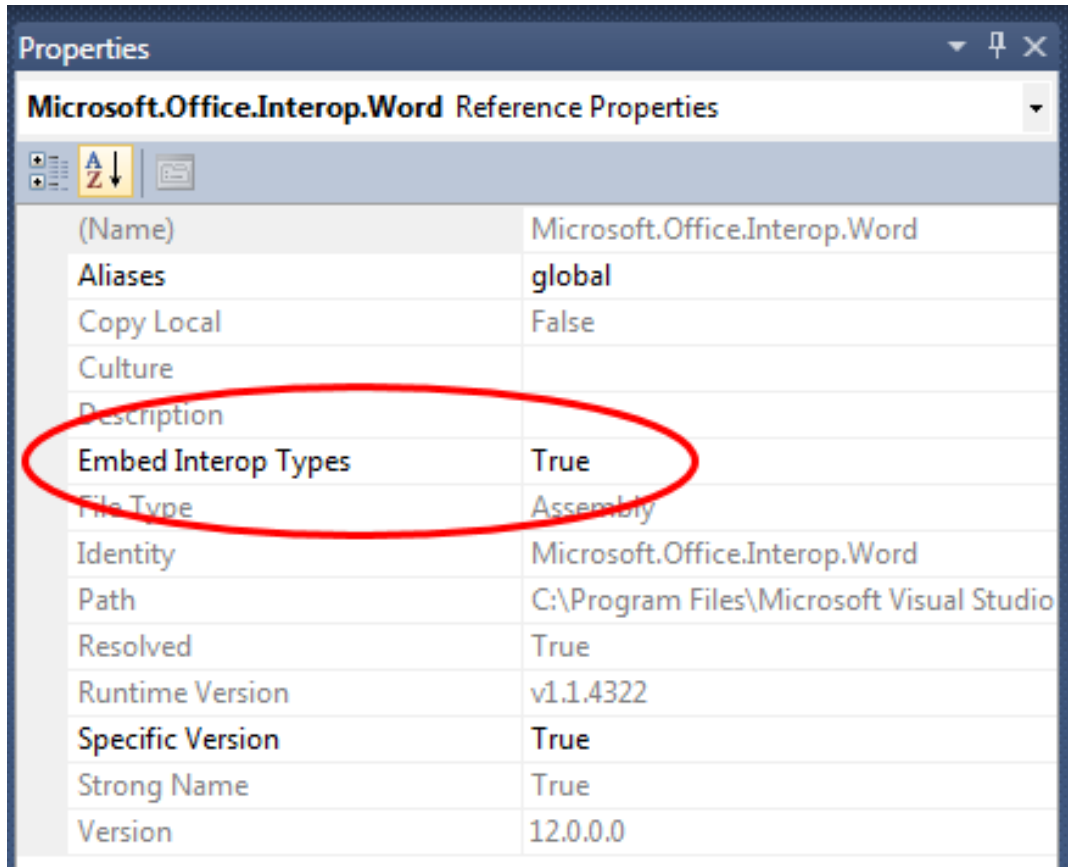 Properties
Microsoft.Office.Interop.Word Reference Properties
A
Z
(Name) Microsoft.Office.Interop.Word
Aliases global
Copy Local False
Culture
Description
Embed Interop Types True
File Type Assembly
Identity Microsoft.Office.Interop.Word
Path C:\Program Files\Microsoft Visual Studio
Resolved True
Runtime Version v1.1.4322
Specific Version True
Strong Name True
Version 12.0.0.0